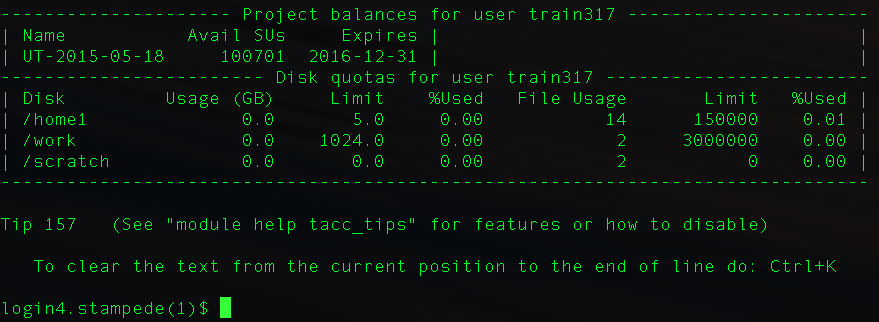 ---------------------- Project balances for user train317 ----------------------
| Name           Avail SUs     Expires |                                       |
| UT-2015-05-18     100701  2016-12-31 |                                       |
------------------------ Disk quotas for user train317 -------------------------
| Disk         Usage (GB)     Limit    %Used   File Usage       Limit   %Used |
| /home1              0.0       5.0     0.00           14      150000    0.01 |
| /work               0.0    1024.0     0.00            2     3000000    0.00 |
| /scratch            0.0       0.0     0.00            2           0    0.00 |
-------------------------------------------------------------------------------
Tip 157   (See "module help tacc_tips" for features or how to disable)
To clear the text from the current position to the end of line do: Ctrl+K
login4.stampede(1)$